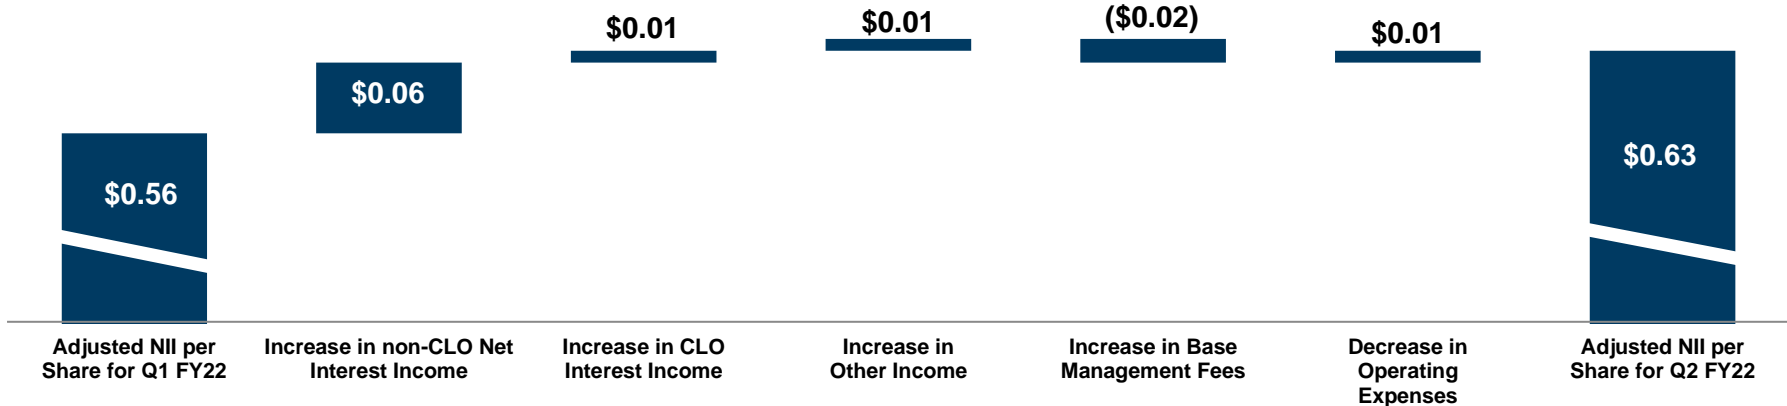 $0.56
$0.06
$0.01
$0.01
($0.02)
$0.01
$0.63
Adjusted NII per
Share for Q1 FY22
Increase in non-CLO Net
Interest Income
Increase in CLO
Interest Income
Increase in
Other Income
Increase in Base
Management Fees
Decrease in
Operating
Expenses
Adjusted NII per
Share for Q2 FY22